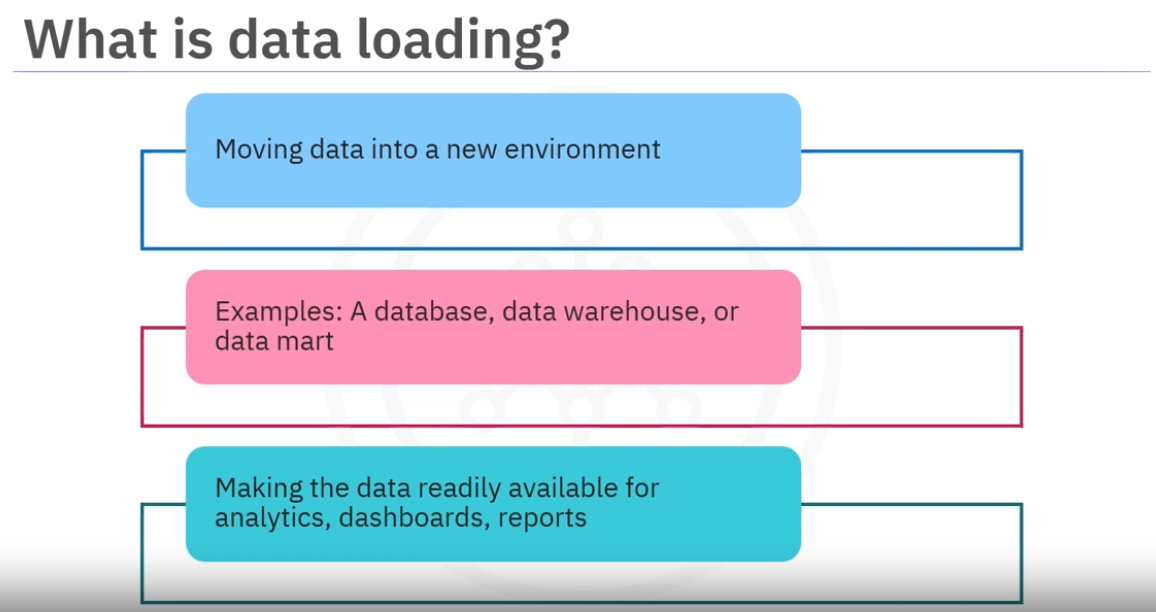 What is data loading?
Moving data into a new environment
Examples: A database, data warehouse, or
data mart
Making the data readily available for
analytics, dashboards, reports